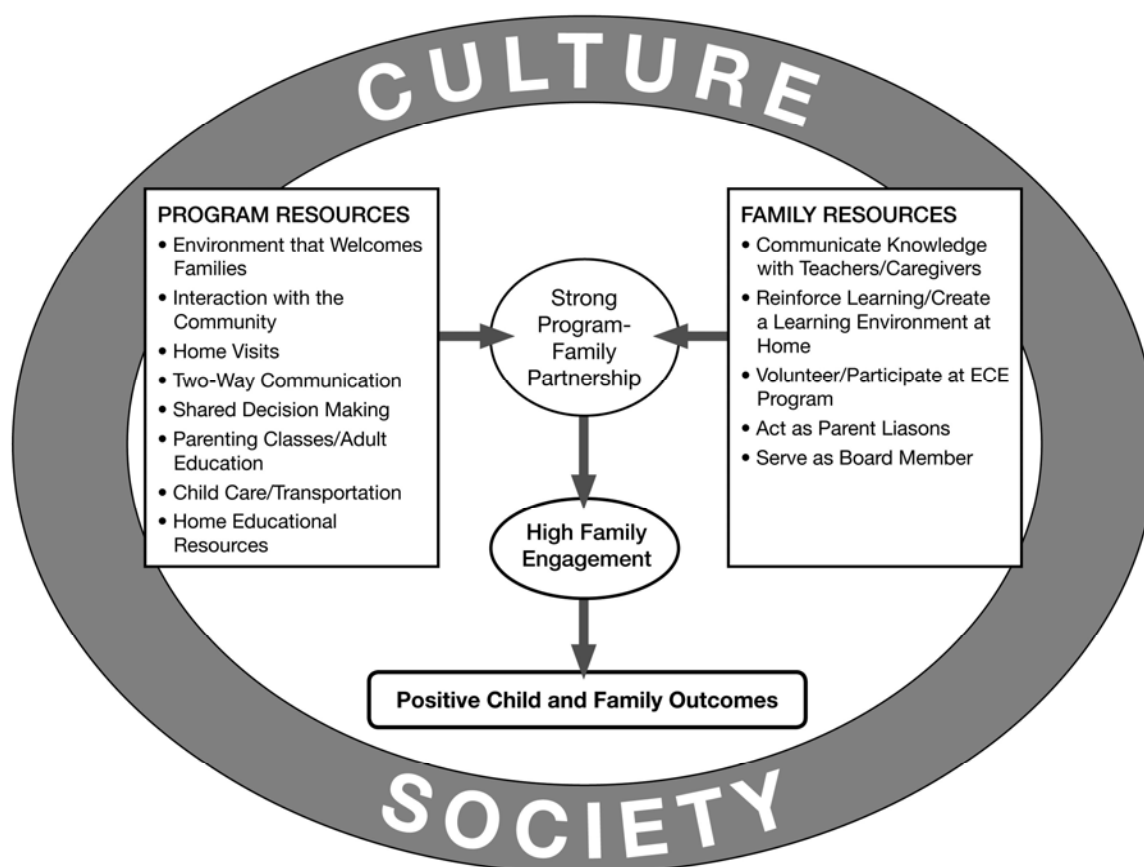 CULTURE
PROGRAM RESOURCES
• Environment that Welcomes
Families
• Interaction with the
Community
• Home Visits
• Two-Way Communication
• Shared Decision Making
• Parenting Classes/Adult
Education
• Child Care/Transportation
• Home Educational
Resources
Strong
Program-
Family
Partnership
High Family
Engagement
Positive Child and Family Outcomes
FAMILY RESOURCES
• Communicate Knowledge
with Teachers/Caregivers
• Reinforce Learning/Create
a Learning Environment at
Home
• Volunteer/Participate at ECE
Program
• Act as Parent Liasons
• Serve as Board Member
SOCIETY